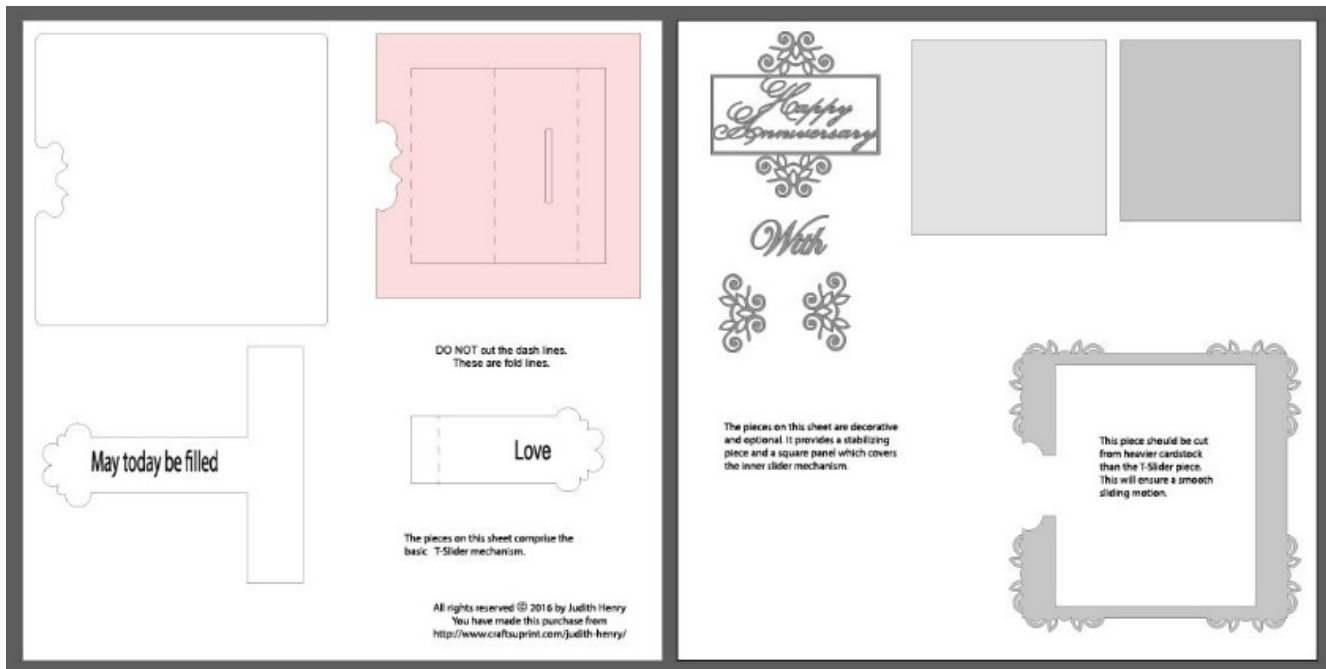 DO NOT cut the dash lines.
These are fold lines.
May today be filled
Love
The pieces on this sheet comprise the
basic T-Slider mechanism.
All rights reserved © 2016 by Judith Henry
You have made this purchase from
http://www.craftsuprint.com/judith-henry/
Happy
Anniversary
With
The pieces on this sheet are decorative
and optional. It provides a stabilizing
piece and a square panel which covers
the inner slider mechanism.
This piece should be cut
from heavier cardstock
than the T-Slider piece.
This will ensure a smooth
sliding motion.